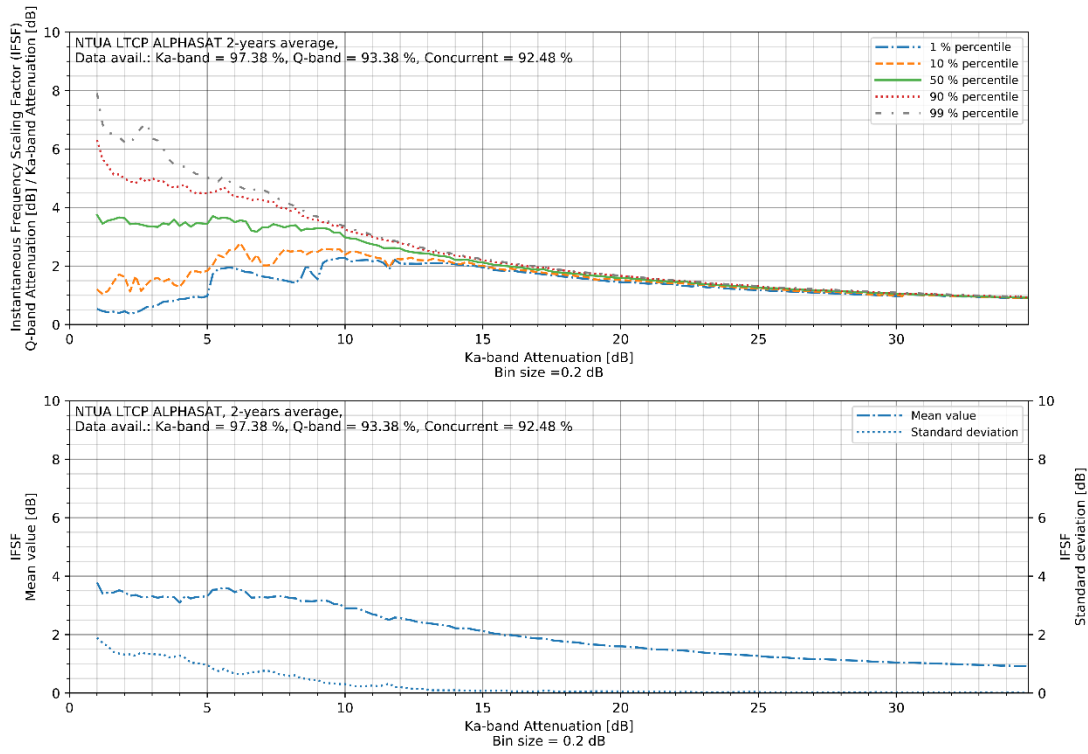 Instantaneous Frequency Scaling Factor (IFSF)
Q-band Attenuation [dB] / Ka-band Attenuation [dB]
10
8
6
4
2
0
NTUA LTCP ALPHASAT 2-years average,
Data avail.: Ka-band = 97.38 %, Q-band = 93.38 %, Concurrent = 92.48 %
1 % percentile
10 % percentile
50 % percentile
90 % percentile
99 % percentile
0 5 10 15 20 25 30
Ka-band Attenuation [dB]
Bin size =0.2 dB
IFSF
Mean value [dB]
10
8
6
4
2
0
NTUA LTCP ALPHASAT, 2-years average,
Data avail.: Ka-band = 97.38 %, Q-band = 93.38 %, Concurrent = 92.48 %
Mean value
Standard deviation
10
8
6
4
2
0
IFSF
Standard deviation [dB]
0 5 10 15 20 25 30
Ka-band Attenuation [dB]
Bin size = 0.2 dB